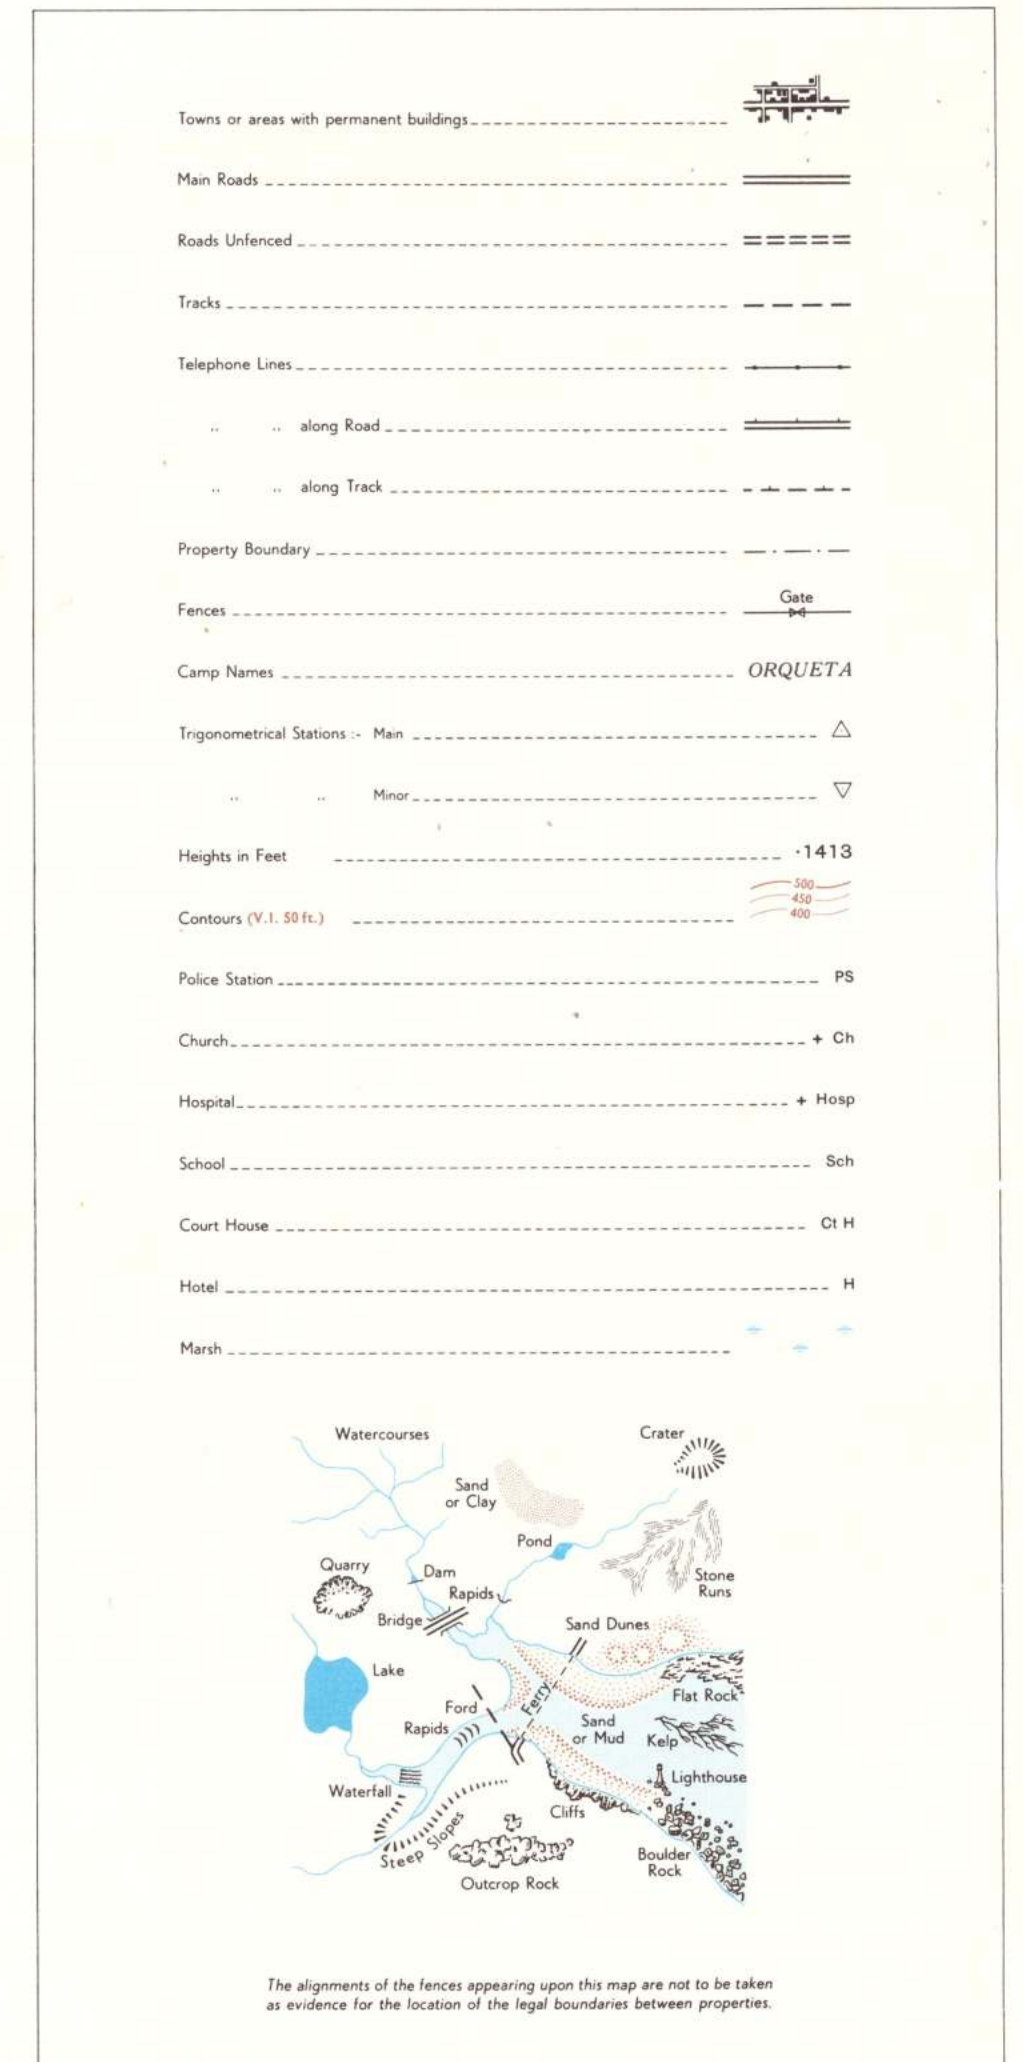 Towns or areas with permanent buildings
Main Roads
Roads Unfenced
Tracks
Telephone Lines
,, ,, along Road
,, ,, along Track
Property Boundary
Gate
Fences
Camp Names ORQUETA
Trigonometrical Stations :- Main
,, ,, Minor
Heights in Feet ·1413
500
450
Contours (V.I. 50 ft.) 400
Police Station PS
Church + Ch
Hospital + Hosp
School Sch
Court House Ct H
Hotel H
Marsh
Watercourses
Crater
Sand
or Clay
Pond
Quarry
Dam
Stone
Runs
Rapids
Bridge
Sand Dunes
Lake
Flat Rock
Ferry
Ford
Sand
or Mud
Rapids
Kelp
Lighthouse
Waterfall
Cliffs
Steep Slopes
Boulder
Rock
Outcrop Rock
The alignments of the fences appearing upon this map are not to be taken
as evidence for the location of the legal boundaries between properties.